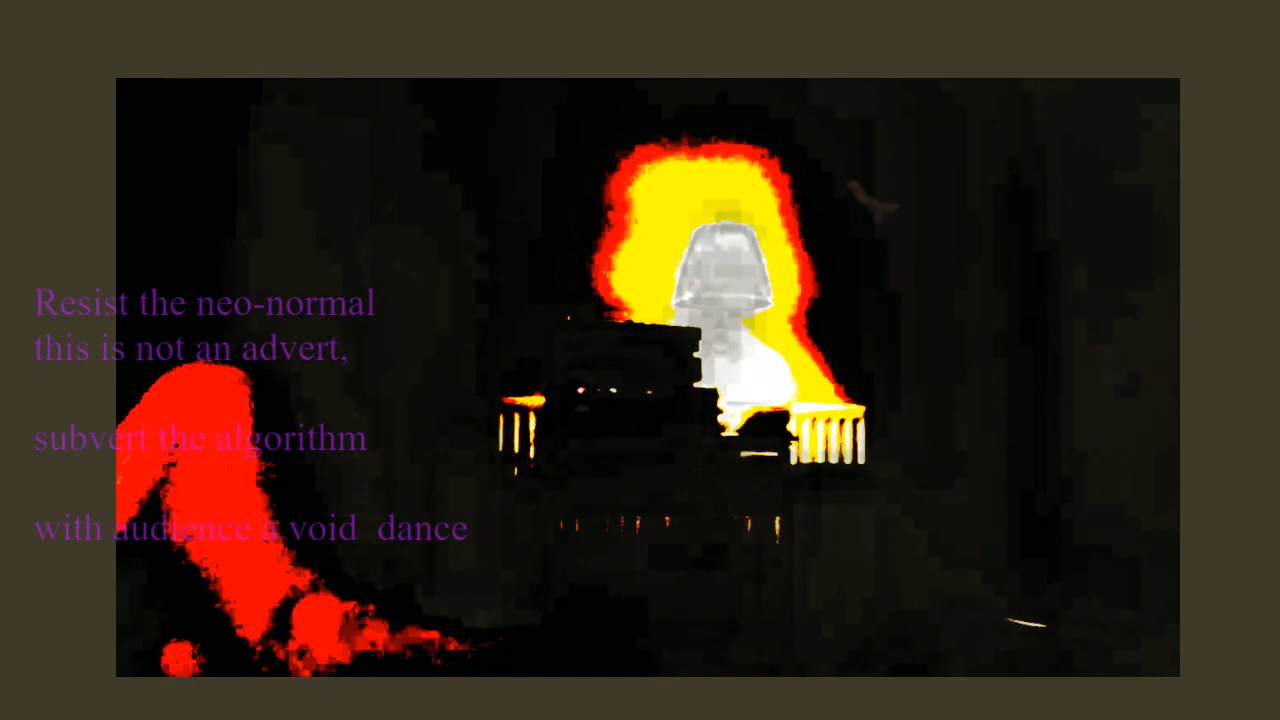 Resist the neo-normal
this is not an advert,
subvert the algorithm
with audience a void  dance